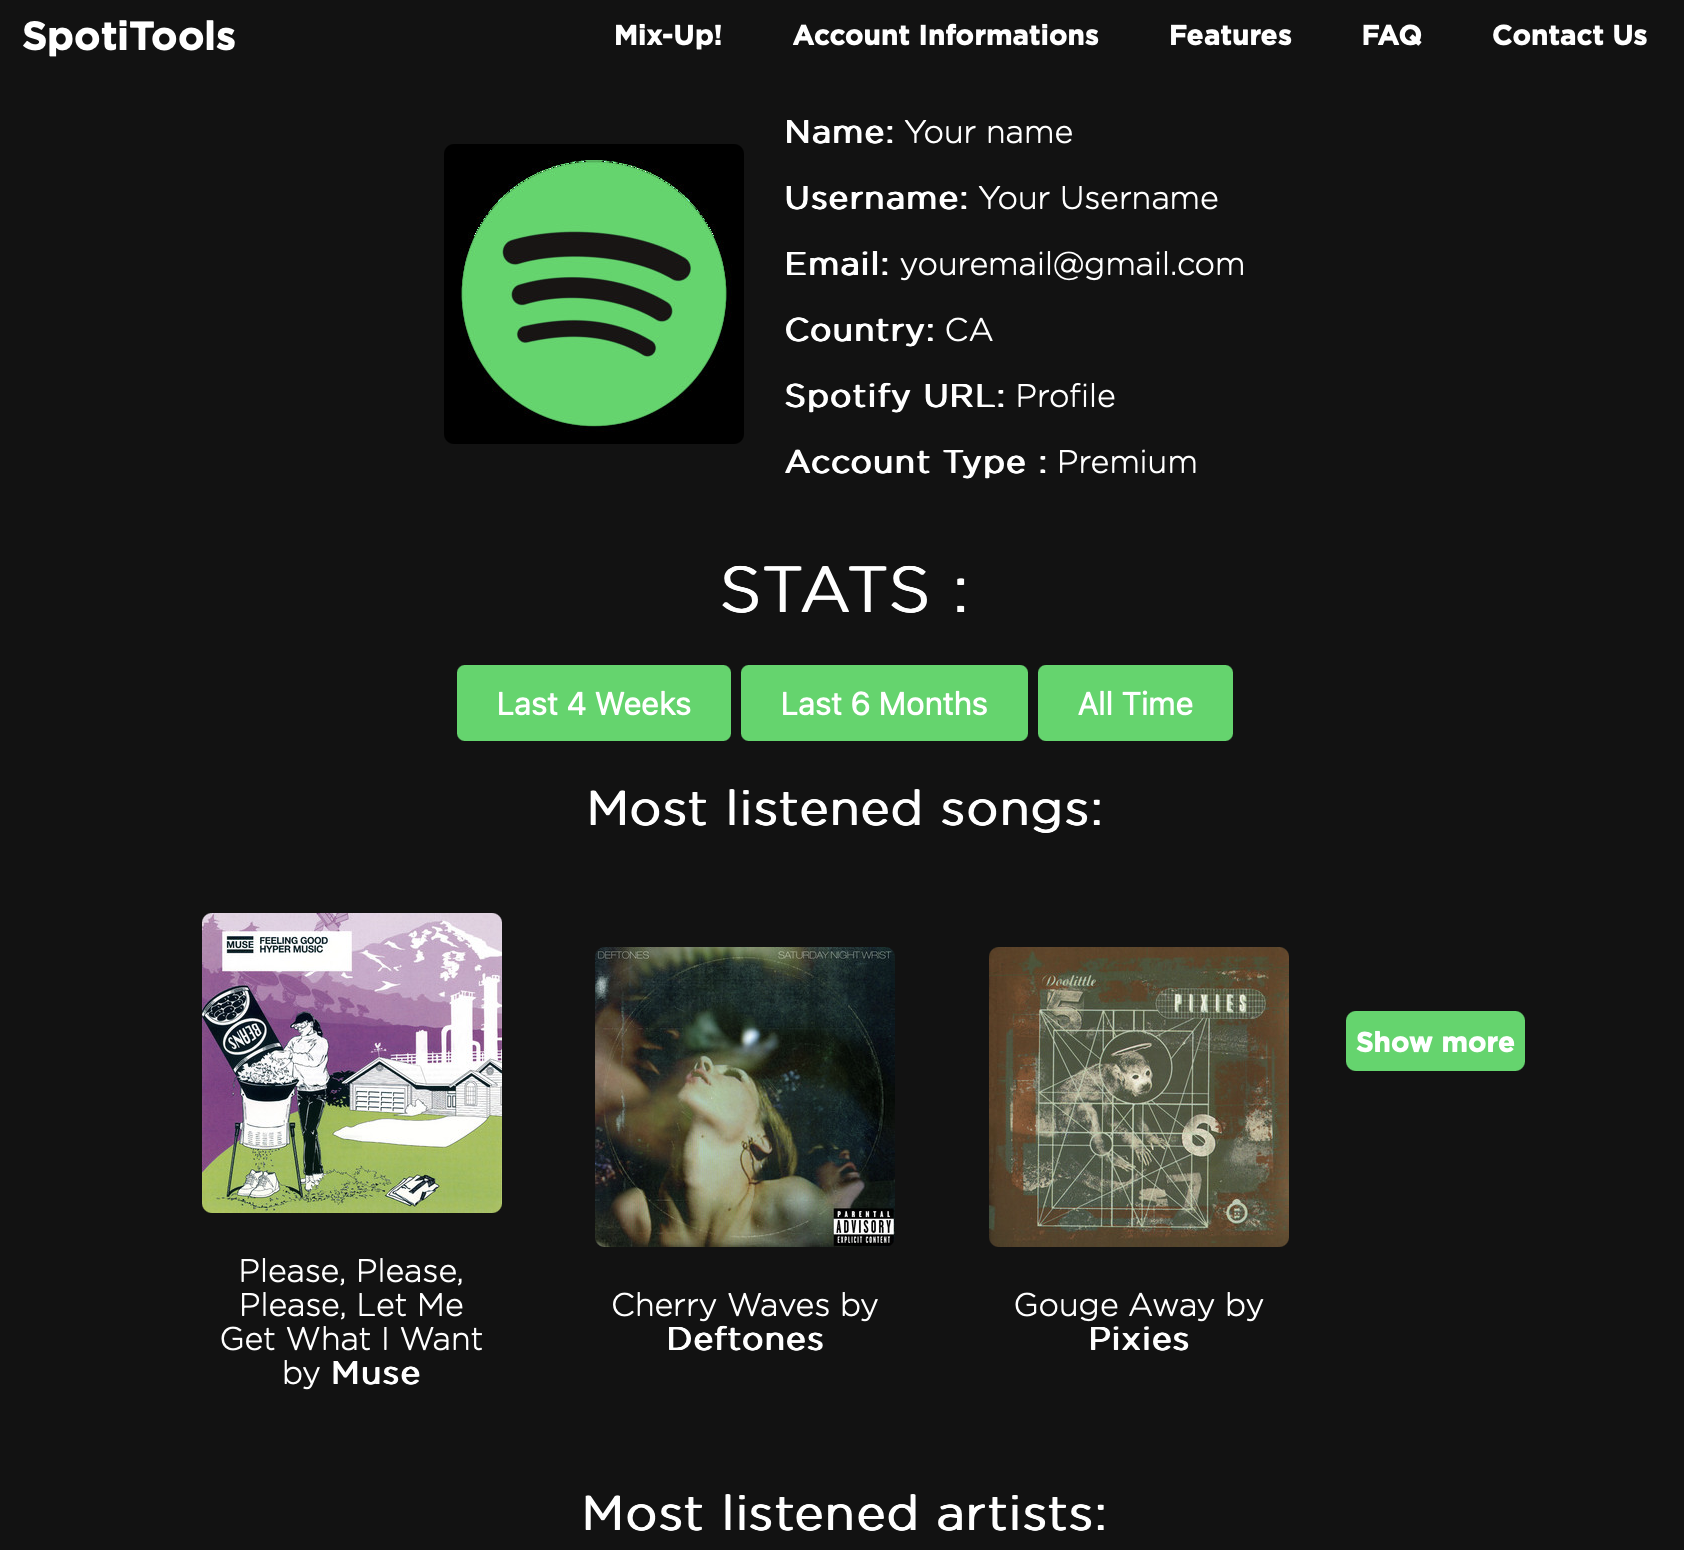 SpotiTools
Mix-Up!
Account Informations
Features
FAQ
Contact Us
Name: Your name
Username: Your Username
Email: youremail@gmail.com
Country: CA
Spotify URL: Profile
Account Type : Premium
STATS :
Last 4 Weeks
Last 6 Months
All Time
Most listened songs:
MUSE
FEELING GOOD
HYPER MUSIC
BEANS
Please, Please,
Please, Let Me
Get What I Want
by Muse
DEFTONES
SATURDAY NIGHT WRIST
PARENTAL
ADVISORY
EXPLICIT CONTENT
Cherry Waves by
Deftones
Doolittle
PIXIES
5
6
Gouge Away by
Pixies
Show more
Most listened artists: